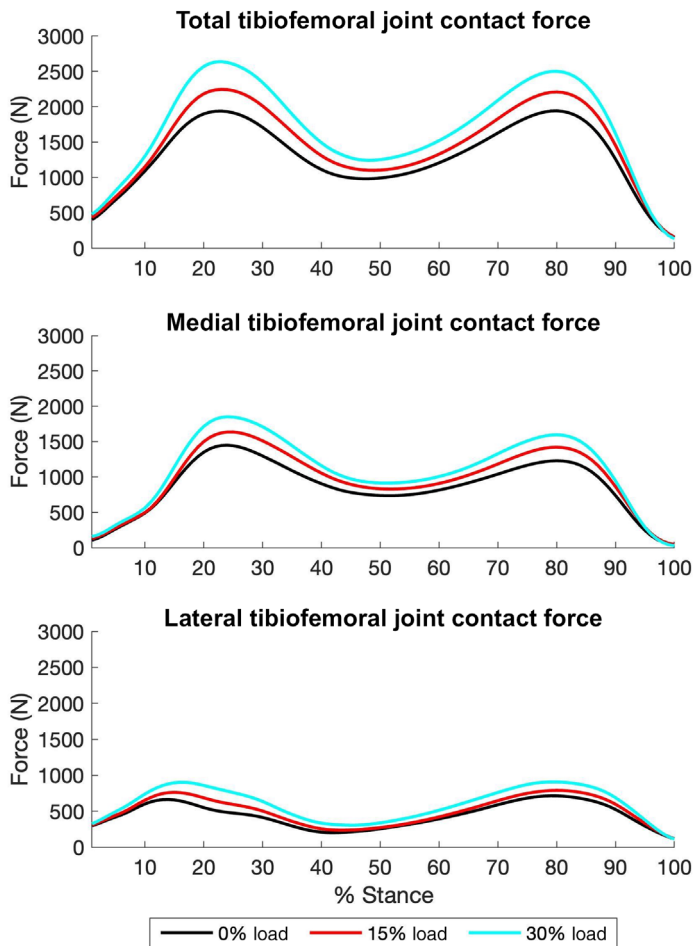 Total tibiofemoral joint contact force
3000
2500
2000
1500
1000
500
0
Force (N)
10 20 30 40 50 60 70 80 90 100
Medial tibiofemoral joint contact force
3000
2500
2000
1500
1000
500
0
Force (N)
10 20 30 40 50 60 70 80 90 100
Lateral tibiofemoral joint contact force
3000
2500
2000
1500
1000
500
0
Force (N)
10 20 30 40 50 60 70 80 90 100
% Stance
0% load 15% load 30% load